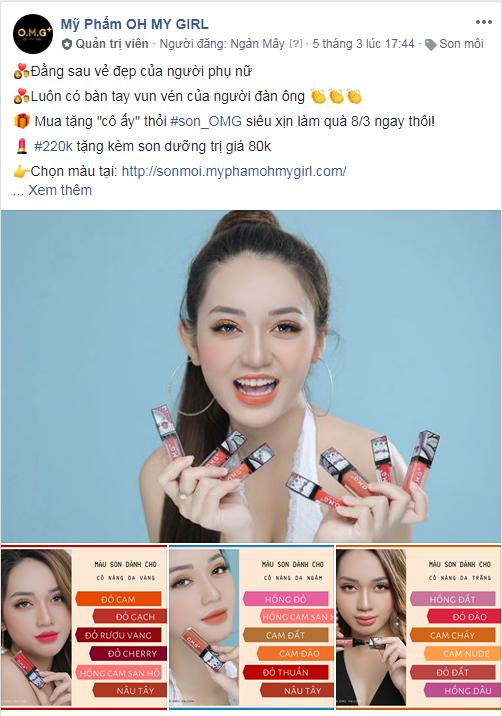 O.M.G+
Mỹ Phẩm OH MY GIRL
Quản trị viên · Người đăng: Ngàn Mây [?] · 5 tháng 3 lúc 17:44 · Son môi
Đằng sau vẻ đẹp của người phụ nữ
Luôn có bàn tay vun vén của người đàn ông
Mua tặng "cô ấy" thỏi #son_OMG siêu xịn làm quà 8/3 ngay thôi!
#220k tặng kèm son dưỡng trị giá 80k
Chọn màu tại: http://sonmoi.myphamohmygirl.com/
... Xem thêm
MÀU SON DÀNH CHO
CÔ NÀNG DA VÀNG
ĐỎ CAM
ĐỎ GẠCH
ĐỎ RƯỢU VANG
ĐỎ CHERRY
HỒNG CAM SAN HÔ
NÂU TÂY
MÀU SON DÀNH CHO
CÔ NÀNG DA NGĂM
HỒNG ĐỎ
HỒNG CAM SAN H
CAM ĐẤT
CAM ĐÀO
ĐỎ THUẦN
NÂU TÂY
MÀU SON DÀNH CHO
CÔ NÀNG DA TRẮNG
HỒNG ĐẤT
ĐỎ ĐÀO
CAM CHÁY
CAM NUDE
ĐỎ ĐẤT
HỒNG DÂU